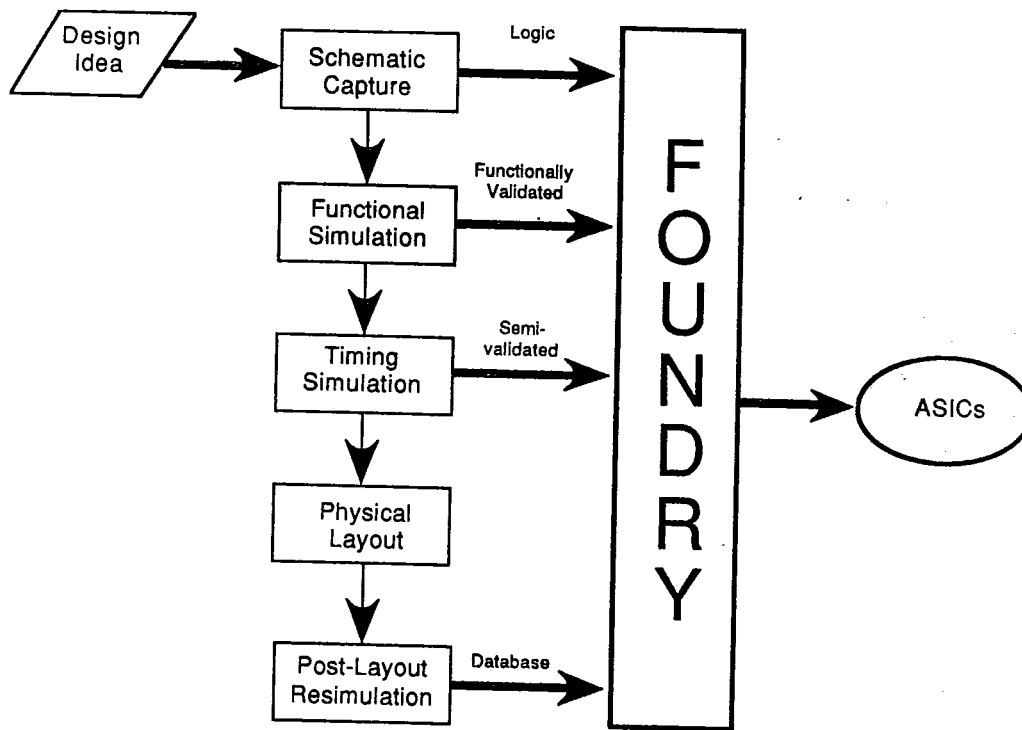 Design
Idea
Schematic
Capture
Logic
Functional
Simulation
Functionally
Validated
Timing
Simulation
Semi-
validated
Physical
Layout
Post-Layout
Resimulation
Database
FOUNDRY
ASICs